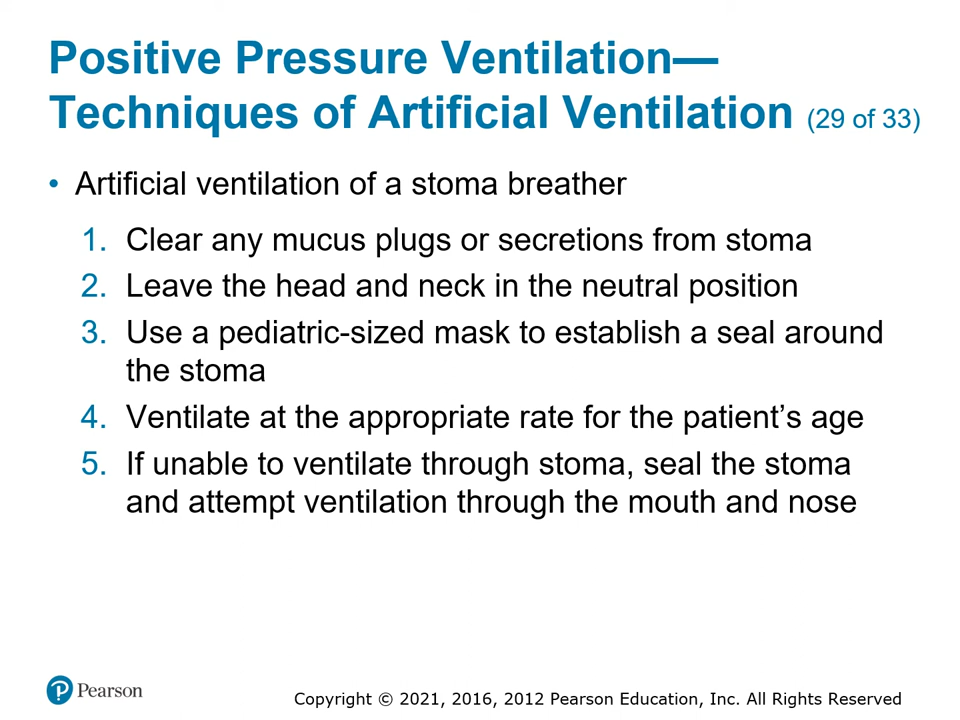 Positive Pressure Ventilation—
Techniques of Artificial Ventilation (29 of 33)
• Artificial ventilation of a stoma breather
1. Clear any mucus plugs or secretions from stoma
2. Leave the head and neck in the neutral position
3. Use a pediatric-sized mask to establish a seal around
the stoma
4. Ventilate at the appropriate rate for the patient’s age
5. If unable to ventilate through stoma, seal the stoma
and attempt ventilation through the mouth and nose
P Pearson
Copyright © 2021, 2016, 2012 Pearson Education, Inc. All Rights Reserved